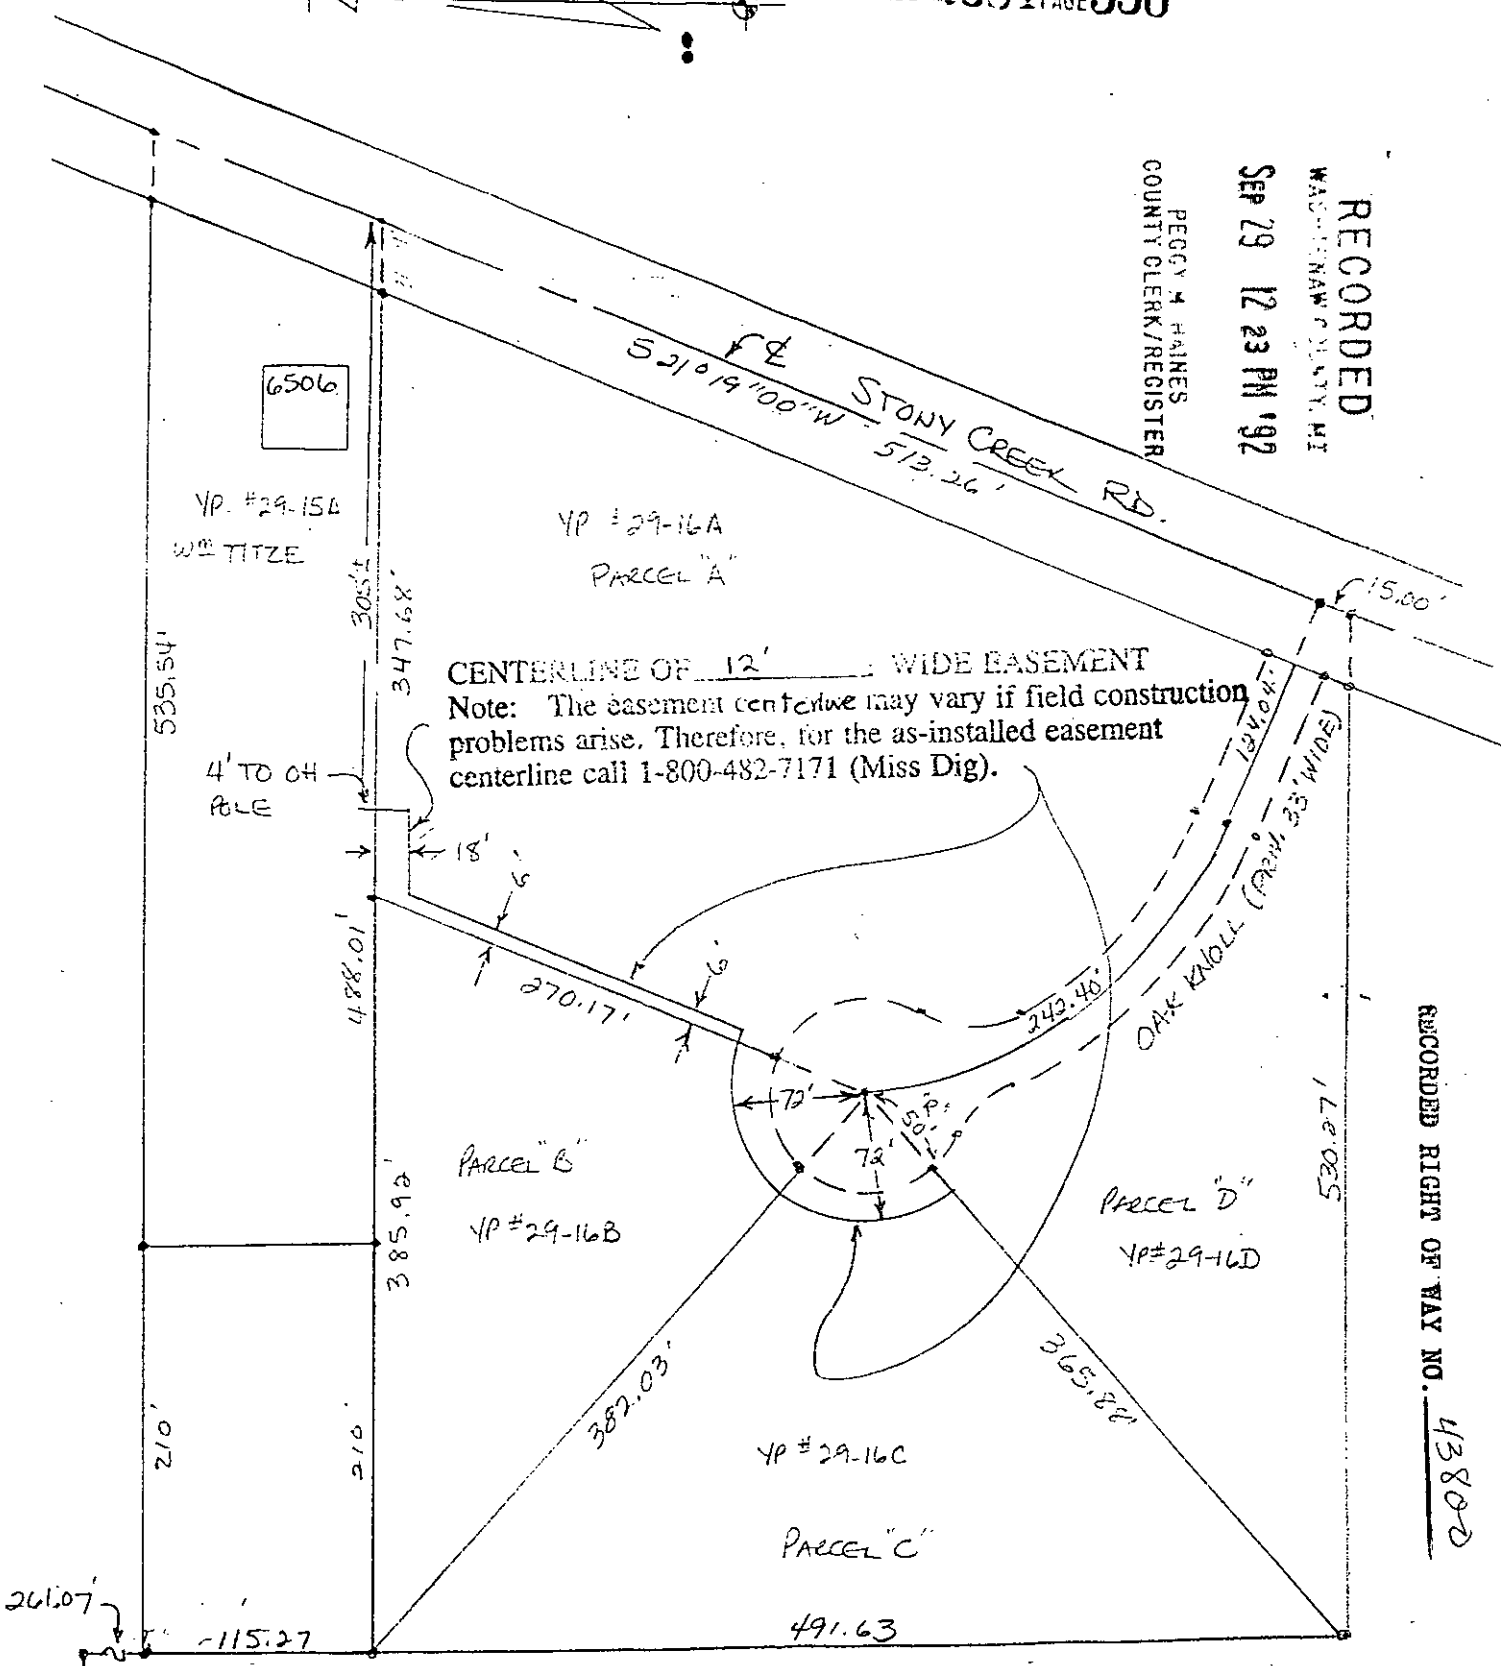 RECORDED
SEP 29 12 23 PM '92
PEGGY M HAINES
COUNTY CLERK/REGISTER
℄ STONY CREEK RD.
S21°19"00"W 513.26'
15.00'
6506
YP. #29-15A
Wm TITZE
YP #29-16A
PARCEL "A"
535.54'
305'±
347.68'
CENTERLINE OF 12' WIDE EASEMENT
Note: The easement centerline may vary if field construction
problems arise. Therefore, for the as-installed easement
centerline call 1-800-482-7171 (Miss Dig).
124.04'
4' TO OH
POLE
18'
6'
6'
488.01'
270.17'
242.40'
OAK KNOLL (PRIV. 33' WIDE)
72'
50' R.
72'
530.27'
PARCEL "B"
YP #29-16B
385.92'
PARCEL "D"
YP #29-16D
382.03'
365.88'
210'
210'
YP #29-16C
PARCEL "C"
261.07'
115.27
491.63
RECORDED RIGHT OF WAY NO. 43802